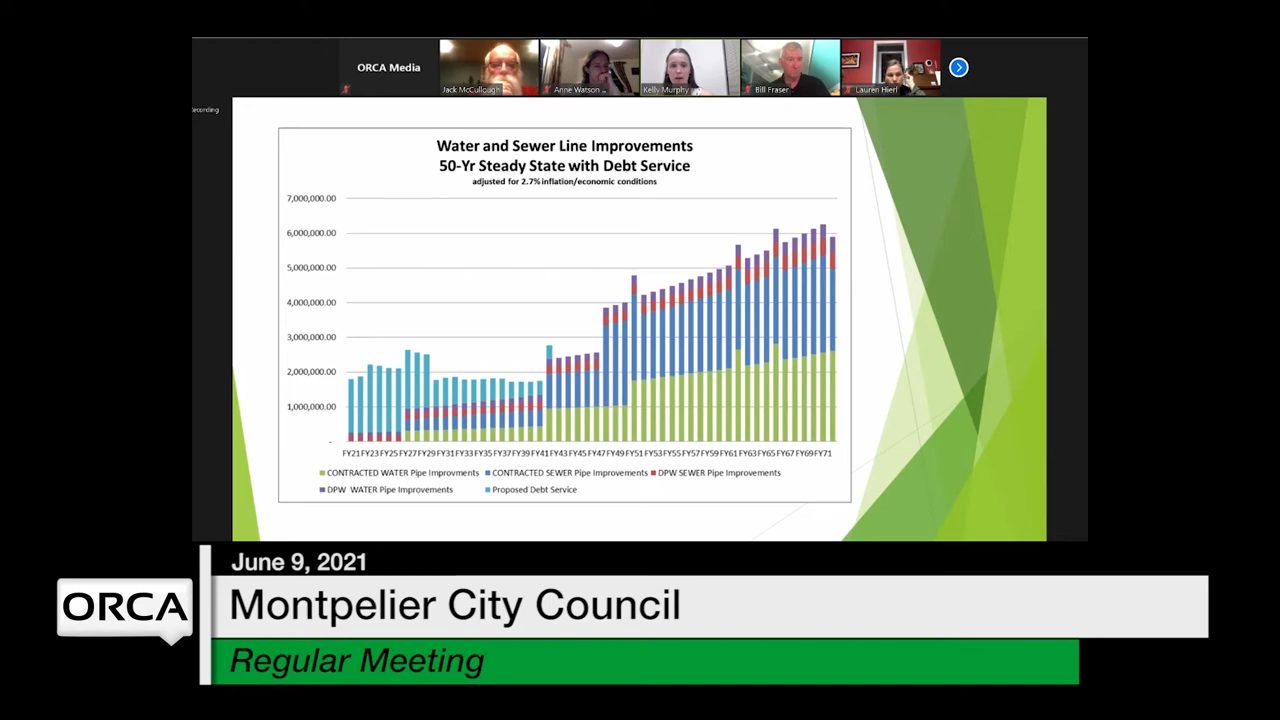 ORCA Media
Jack McCullough
Anne Watson
Kelly Murphy
Bill Fraser
Lauren Hierl
Recording
Water and Sewer Line Improvements
50-Yr Steady State with Debt Service
adjusted for 2.7% inflation/economic conditions
7,000,000.00
6,000,000.00
5,000,000.00
4,000,000.00
3,000,000.00
2,000,000.00
1,000,000.00
-
FY21 FY23 FY25 FY27 FY29 FY31 FY33 FY35 FY37 FY39 FY41 FY43 FY45 FY47 FY49 FY51 FY53 FY55 FY57 FY59 FY61 FY63 FY65 FY67 FY69 FY71
CONTRACTED WATER Pipe Improvments CONTRACTED SEWER Pipe Improvements DPW SEWER Pipe Improvements
DPW WATER Pipe Improvements Proposed Debt Service
June 9, 2021
ORCA
Montpelier City Council
Regular Meeting